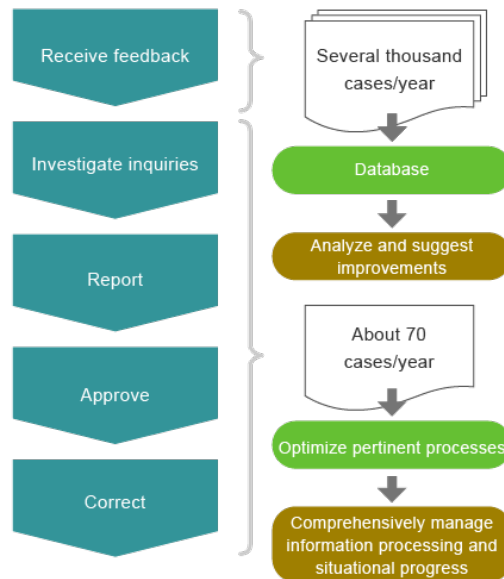 Receive feedback
Several thousand
cases/year
Investigate inquiries
Database
Report
Analyze and suggest
improvements
About 70
cases/year
Approve
Optimize pertinent processes
Correct
Comprehensively manage
information processing and
situational progress